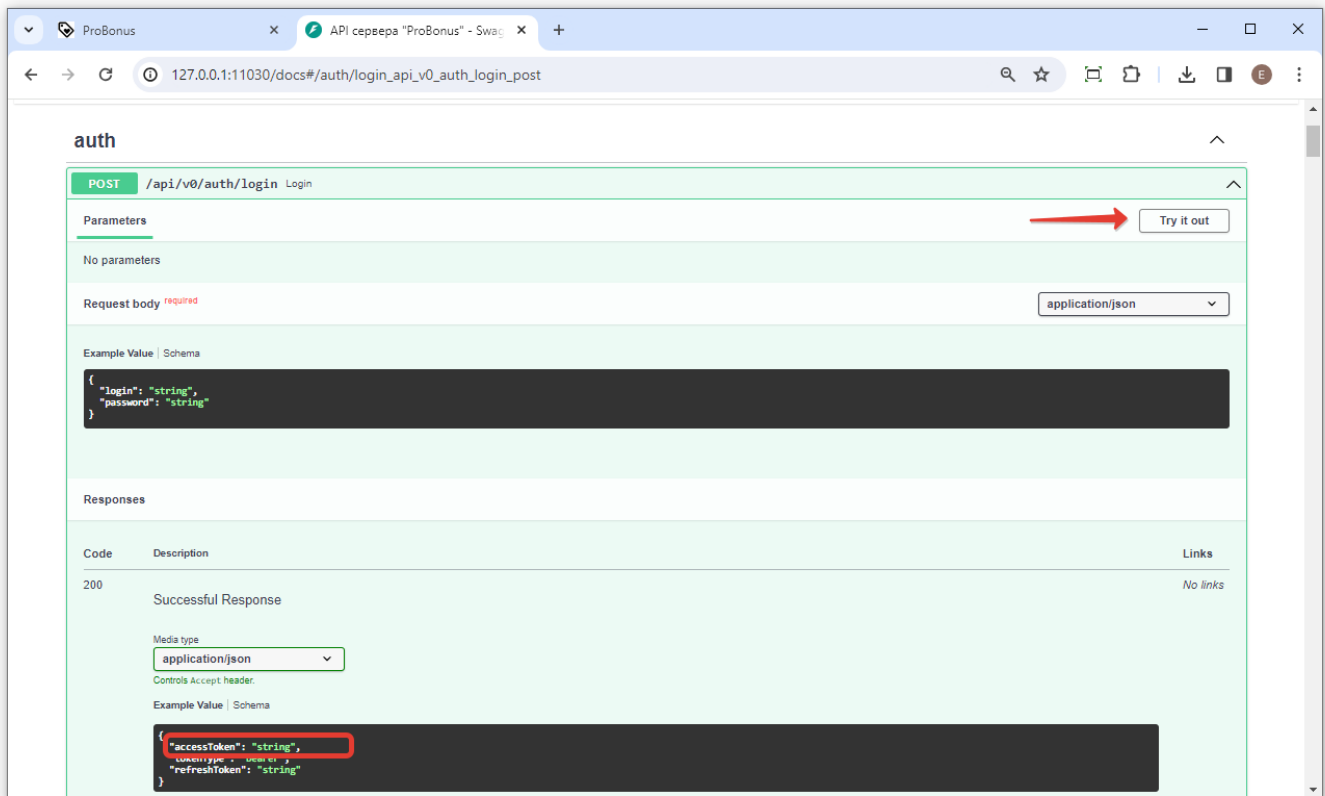 ProBonus
API сервера "ProBonus" - Swag
127.0.0.1:11030/docs#/auth/login_api_v0_auth_login_post
E
auth
POST /api/v0/auth/login Login
Parameters
Try it out
No parameters
Request body required
application/json
Example Value | Schema
{
"login": "string",
"password": "string"
}
Responses
Code Description Links
200 Successful Response No links
Media type
application/json
Controls Accept header.
Example Value | Schema
{
"accessToken": "string",
"tokenType": "bearer",
"refreshToken": "string"
}